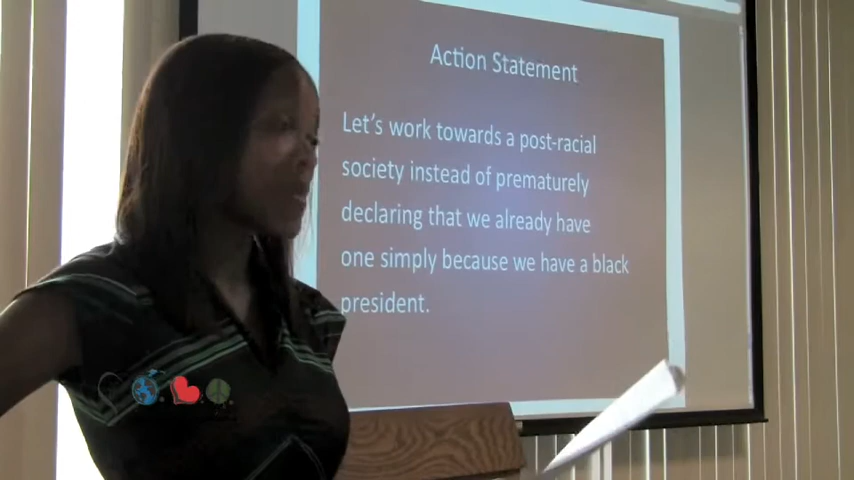 Action Statement
Let's work towards a post-racial
society instead of prematurely
declaring that we already have
one simply because we have a black
president.